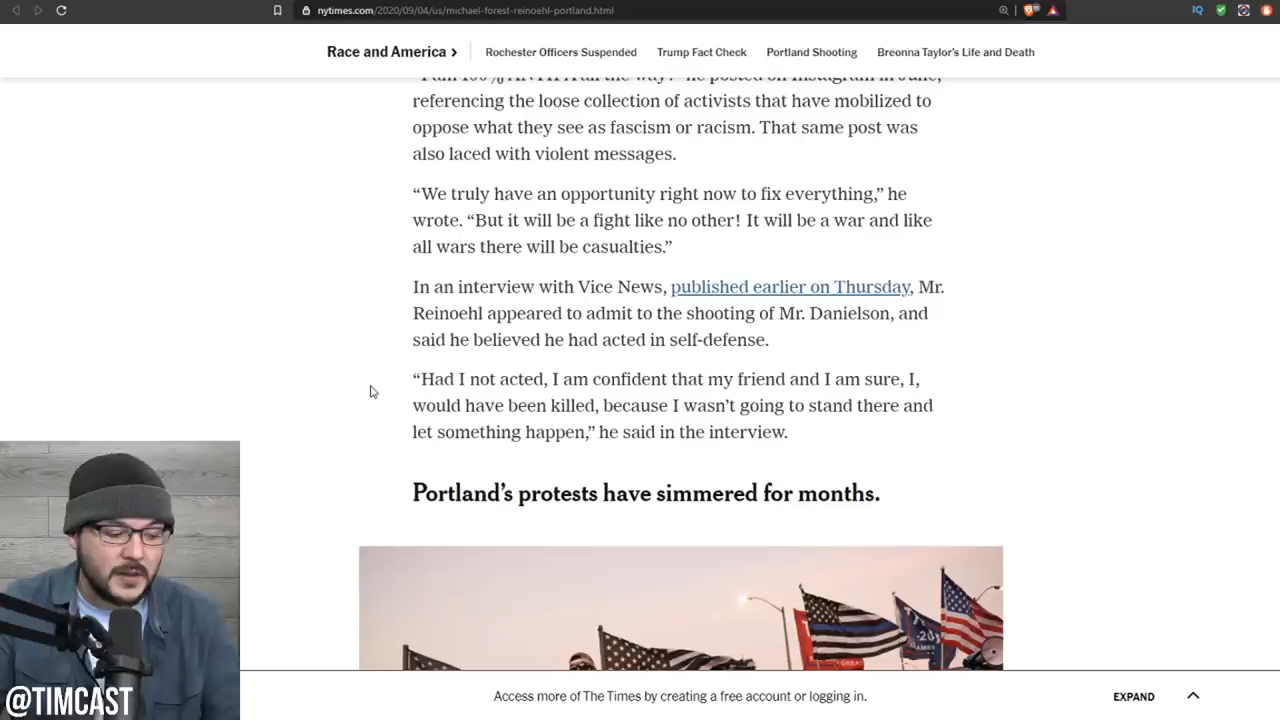 nytimes.com/2020/09/04/us/michael-forest-reinoehl-portland.html
Race and America
Rochester Officers Suspended
Trump Fact Check
Portland Shooting
Breonna Taylor's Life and Death
he posted on Instagram in June,
referencing the loose collection of activists that have mobilized to
oppose what they see as fascism or racism. That same post was
also laced with violent messages.
“We truly have an opportunity right now to fix everything,” he
wrote. “But it will be a fight like no other! It will be a war and like
all wars there will be casualties.”
In an interview with Vice News, published earlier on Thursday, Mr.
Reinoehl appeared to admit to the shooting of Mr. Danielson, and
said he believed he had acted in self-defense.
“Had I not acted, I am confident that my friend and I am sure, I,
would have been killed, because I wasn’t going to stand there and
let something happen,” he said in the interview.
Portland’s protests have simmered for months.
Access more of The Times by creating a free account or logging in.
EXPAND
@TIMCAST